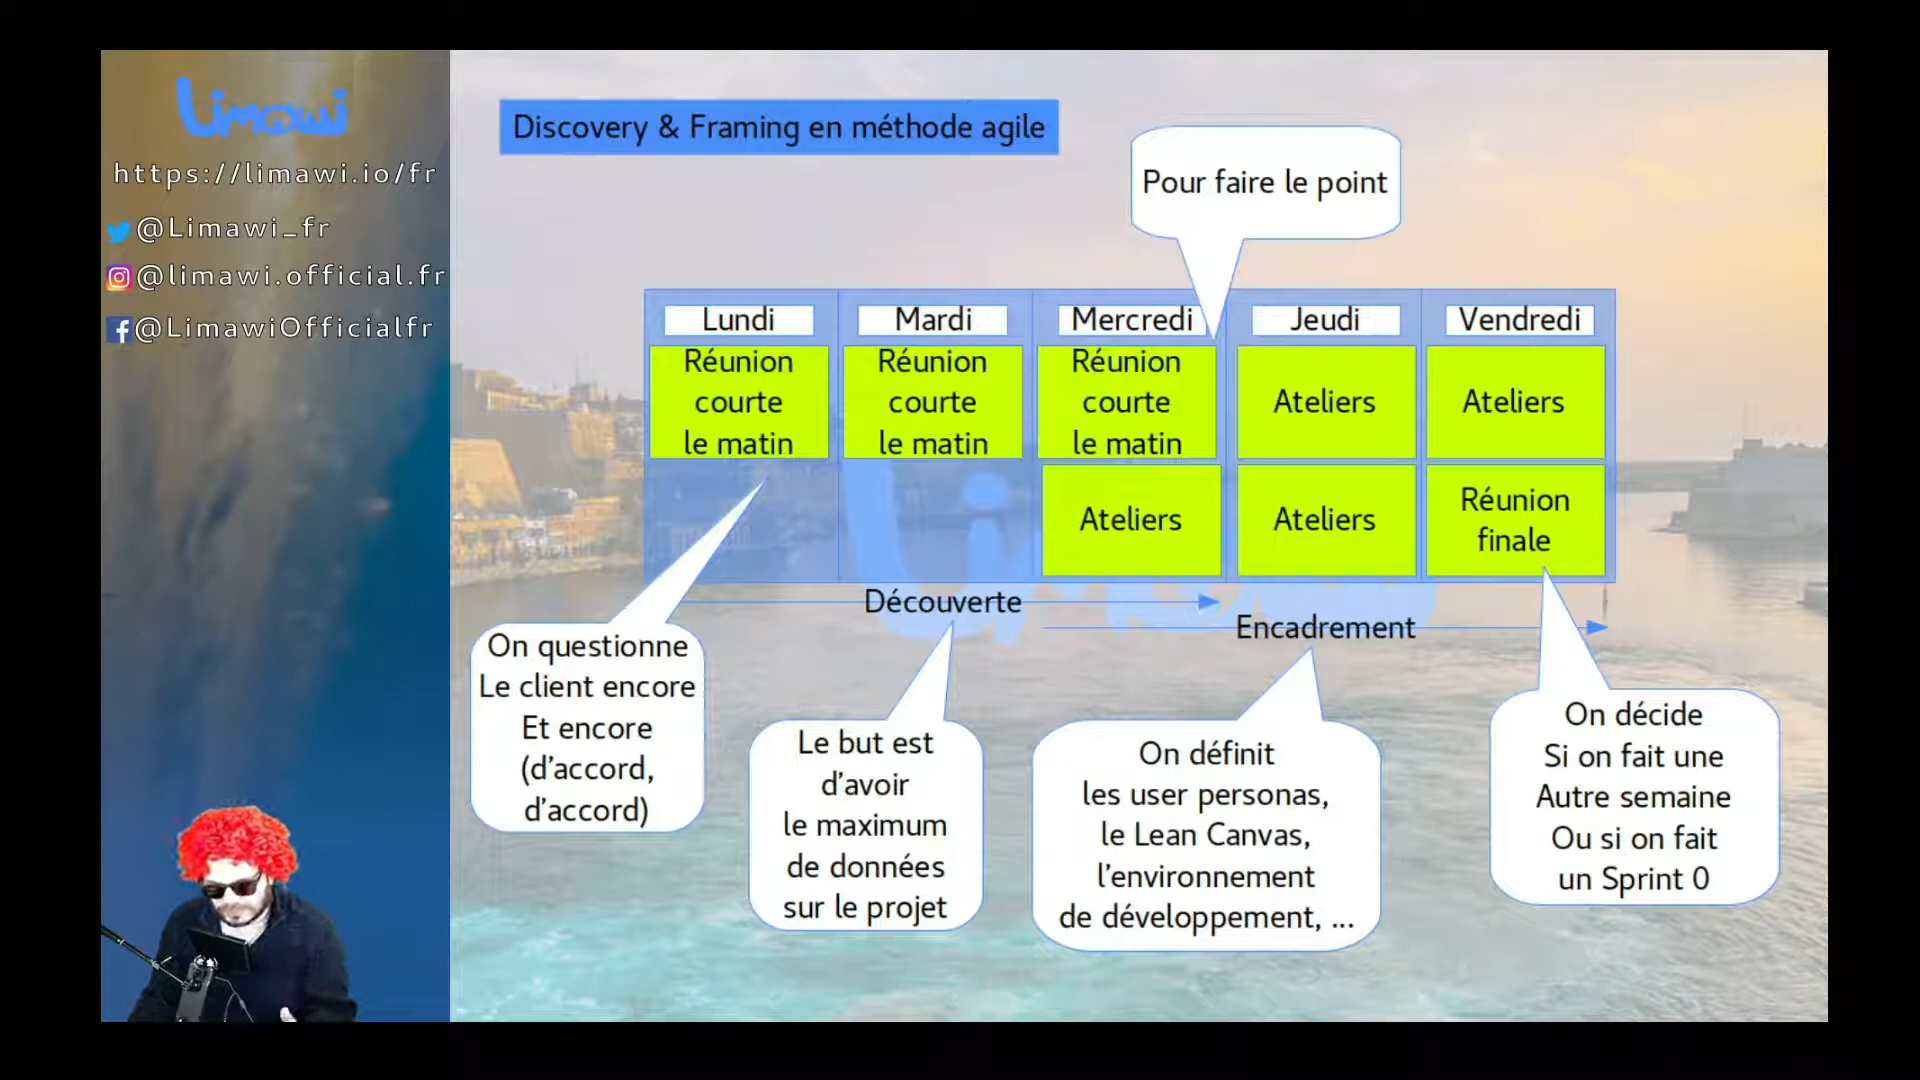 Limawi
https://limawi.io/fr
@Limawi_fr
@limawi.official.fr
@LimawiOfficialfr
Discovery & Framing en méthode agile
Pour faire le point
Lundi
Mardi
Mercredi
Jeudi
Vendredi
Réunion
courte
le matin
Réunion
courte
le matin
Réunion
courte
le matin
Ateliers
Ateliers
Ateliers
Ateliers
Réunion
finale
Découverte
Encadrement
On questionne
Le client encore
Et encore
(d’accord,
d’accord)
Le but est
d’avoir
le maximum
de données
sur le projet
On définit
les user personas,
le Lean Canvas,
l’environnement
de développement, ...
On décide
Si on fait une
Autre semaine
Ou si on fait
un Sprint 0